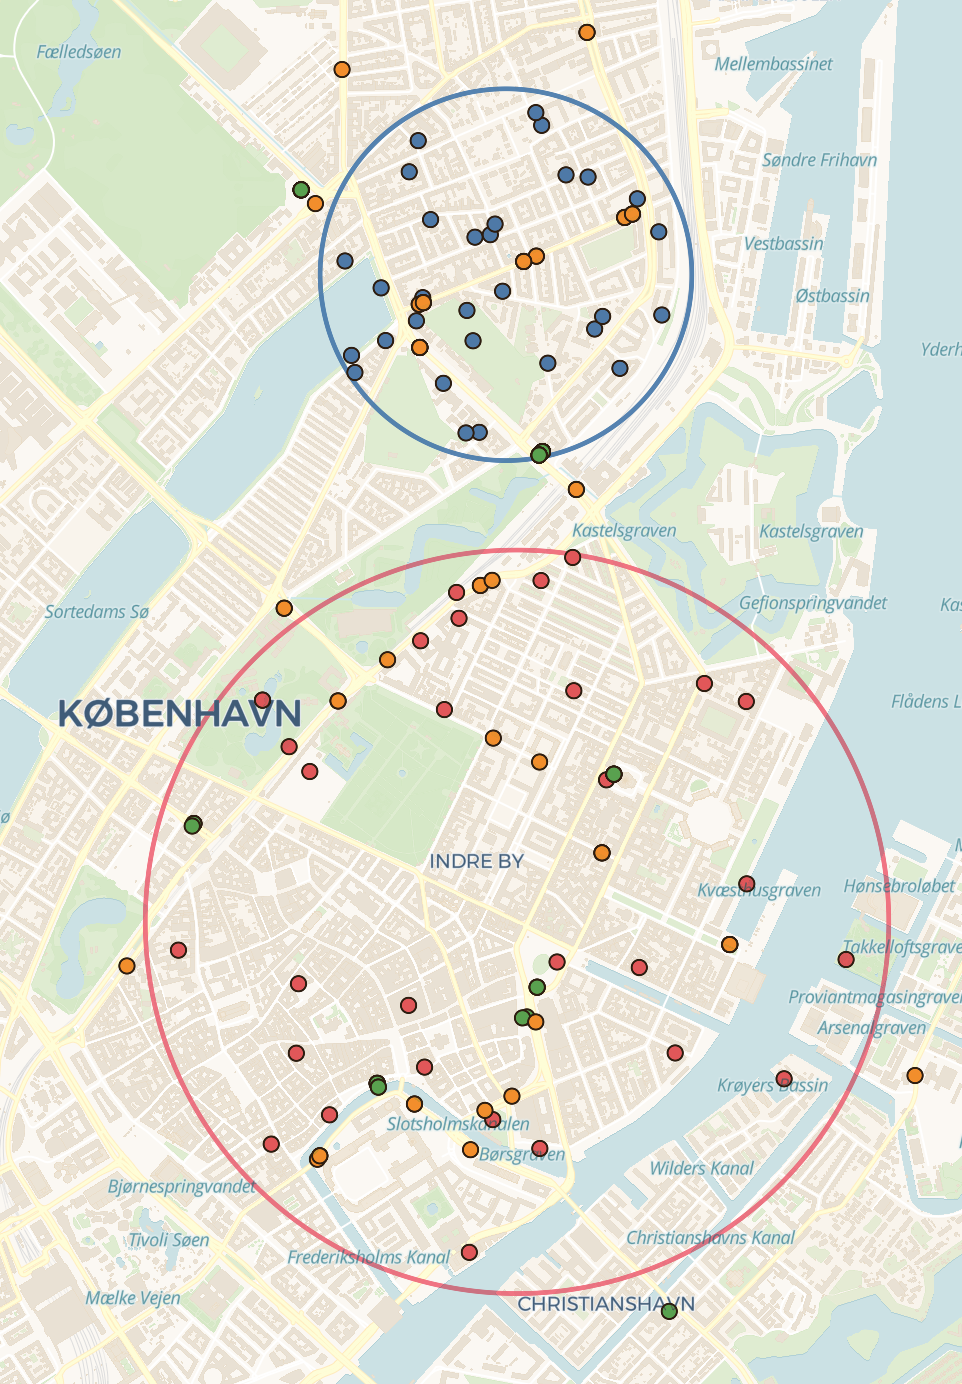 Fælledsøen
Mellembassinet
Søndre Frihavn
Vestbassin
Østbassin
Yderh
Kastelsgraven
Kastelsgraven
Gefionspringvandet
Kas
Sortedams Sø
Flådens L
KØBENHAVN
ø
INDRE BY
Kvæsthusgraven
Hønsebroløbet
Takkelloftsgrave
Proviantmagasingraven
Arsenalgraven
Krøyers Bassin
Slotsholmskanalen
Børsgraven
Wilders Kanal
Bjørnespringvandet
Tivoli Søen
Christianshavns Kanal
Frederiksholms Kanal
Mælke Vejen
CHRISTIANSHAVN